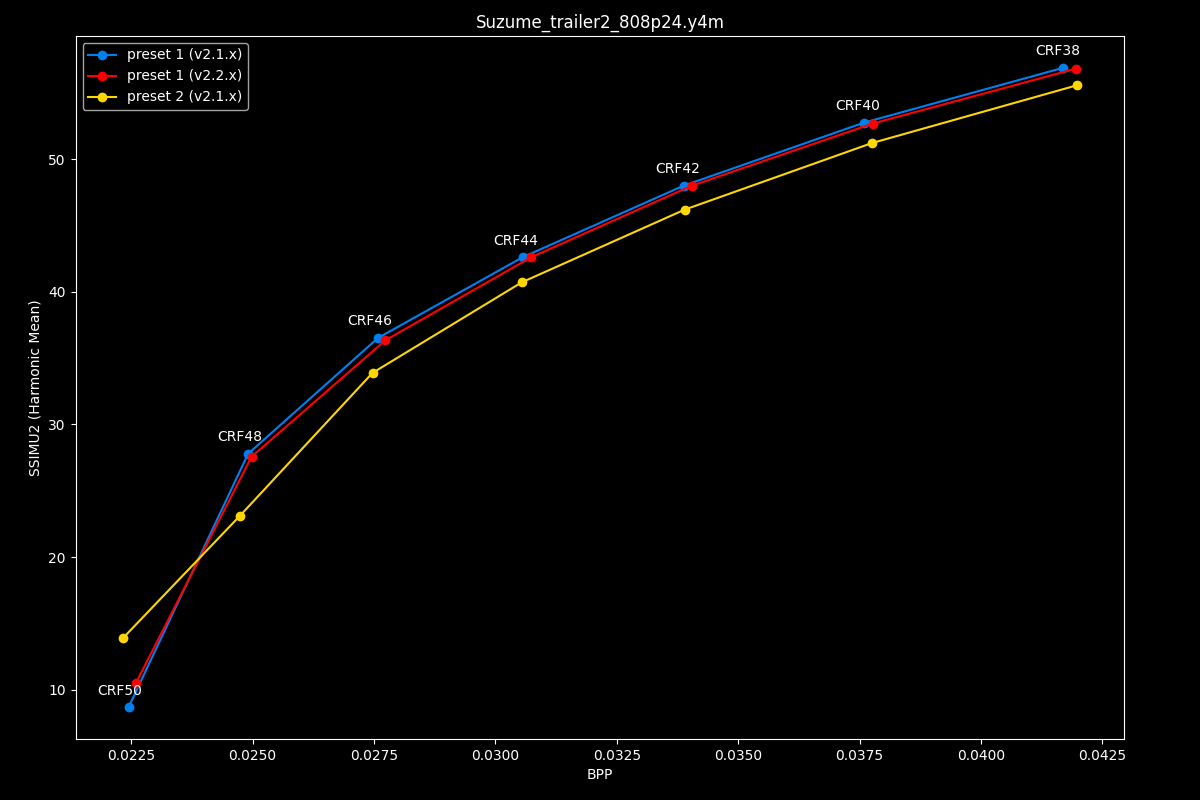 Suzume_trailer2_808p24.y4m
preset 1 (v2.1.x)
preset 1 (v2.2.x)
preset 2 (v2.1.x)
CRF38
CRF40
CRF42
CRF44
CRF46
CRF48
CRF50
50
40
30
20
10
SSIMU2 (Harmonic Mean)
0.0225 0.0250 0.0275 0.0300 0.0325 0.0350 0.0375 0.0400 0.0425
BPP